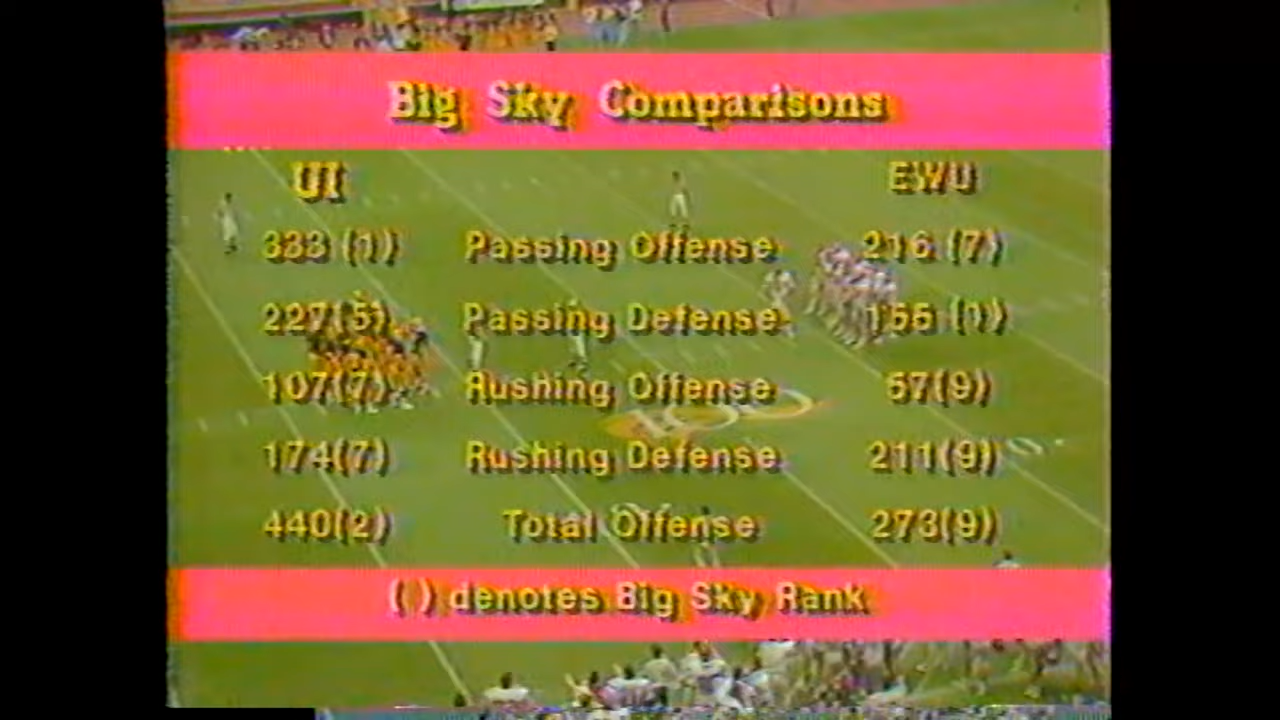 Big Sky Comparisons
UI EWU
333 (1) Passing Offense 216 (7)
227(5) Passing Defense 155 (1)
107(7) Rushing Offense 57(9)
174(7) Rushing Defense 211(9)
440(2) Total Offense 273(9)
( ) denotes Big Sky Rank
100